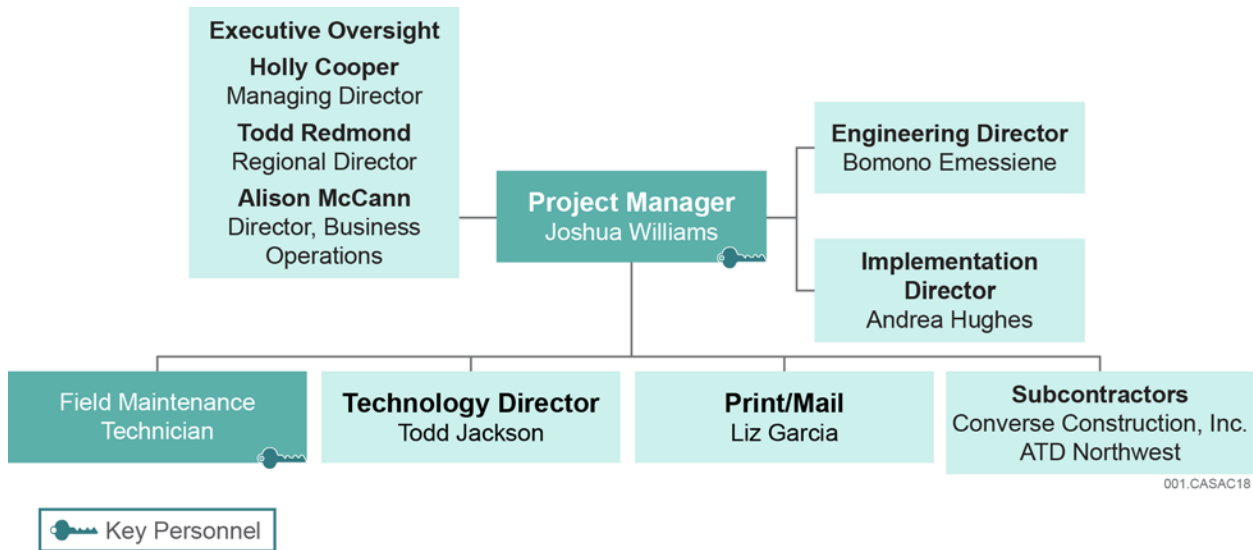 Executive Oversight
Holly Cooper
Managing Director
Todd Redmond
Regional Director
Alison McCann
Director, Business
Operations
Project Manager
Joshua Williams
Engineering Director
Bomono Emessiene
Implementation
Director
Andrea Hughes
Field Maintenance
Technician
Technology Director
Todd Jackson
Print/Mail
Liz Garcia
Subcontractors
Converse Construction, Inc.
ATD Northwest
001.CASAC18
Key Personnel